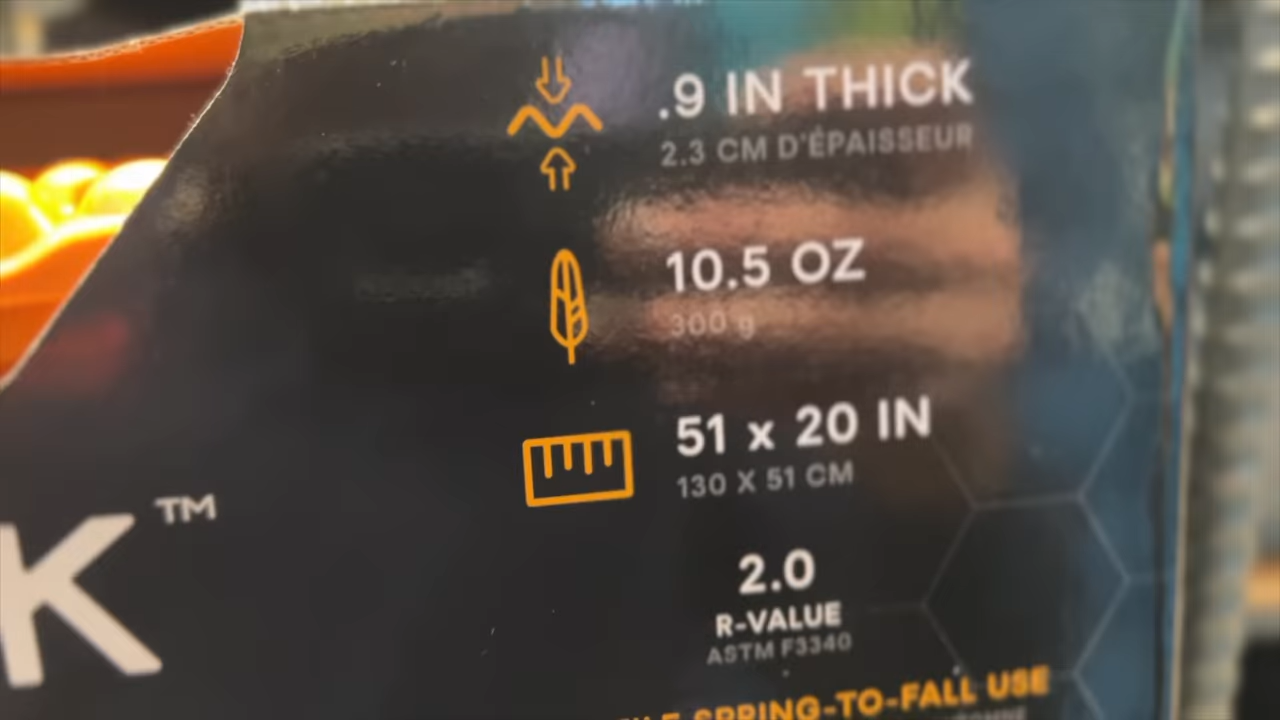 .9 IN THICK
2.3 CM D'ÉPAISSEUR
10.5 OZ
300 g
51 x 20 IN
130 X 51 CM
K™
2.0
R-VALUE
ASTM F3340
SPRING-TO-FALL USE